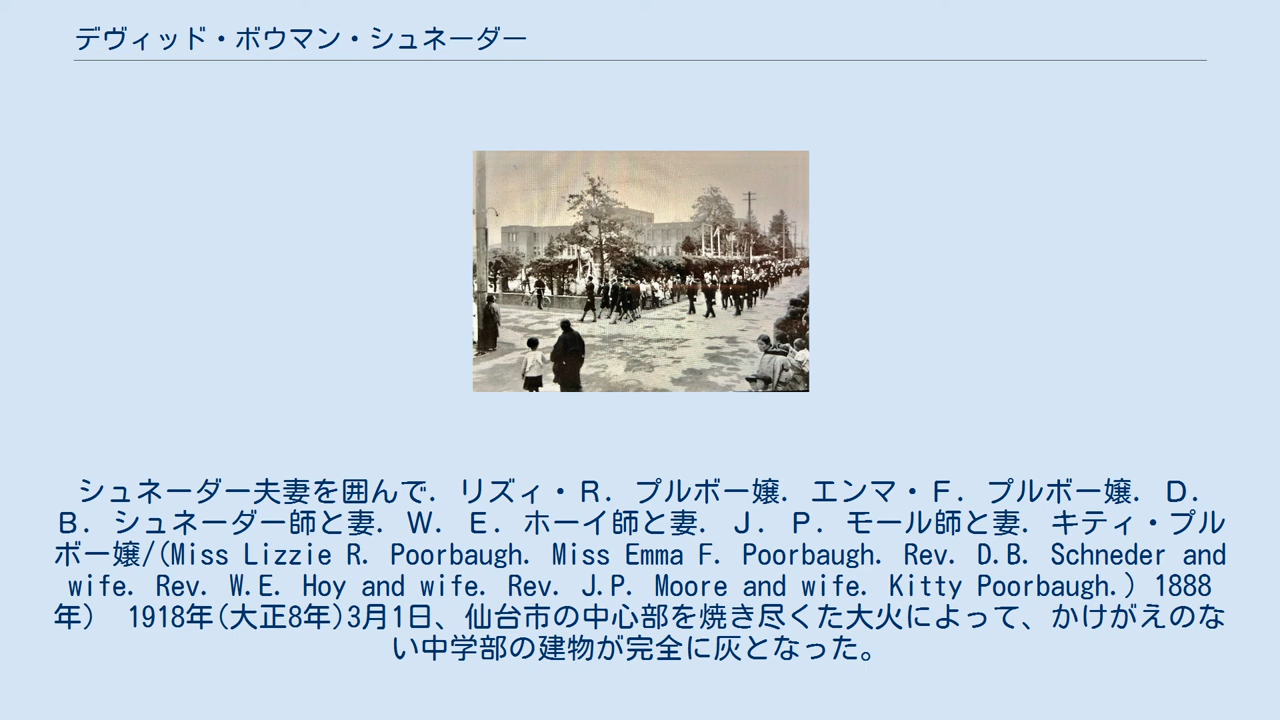 デヴィッド・ボウマン・シュネーダー
シュネーダー夫妻を囲んで．リズィ・Ｒ．プルボー嬢．エンマ・Ｆ．プルボー嬢．Ｄ．
Ｂ．シュネーダー師と妻．Ｗ．Ｅ．ホーイ師と妻．Ｊ．Ｐ．モール師と妻．キティ・プル
ボー嬢/(Miss Lizzie R. Poorbaugh. Miss Emma F. Poorbaugh. Rev. D.B. Schneder and
wife. Rev. W.E. Hoy and wife. Rev. J.P. Moore and wife. Kitty Poorbaugh.) 1888
年） 1918年(大正8年)3月1日、仙台市の中心部を焼き尽くた大火によって、かけがえのな
い中学部の建物が完全に灰となった。